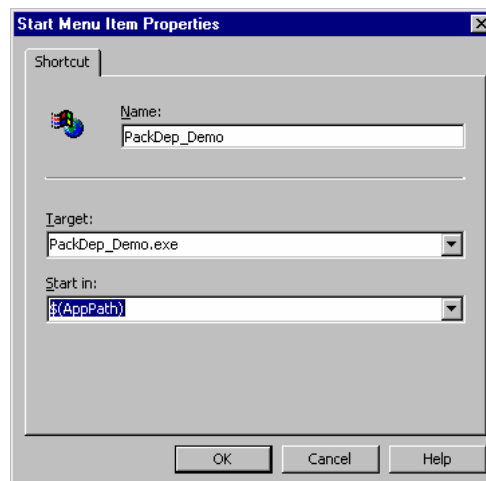 Start Menu Item Properties
Shortcut
Name:
PackDep_Demo
Target:
PackDep_Demo.exe
Start in:
$(AppPath)
OK Cancel Help